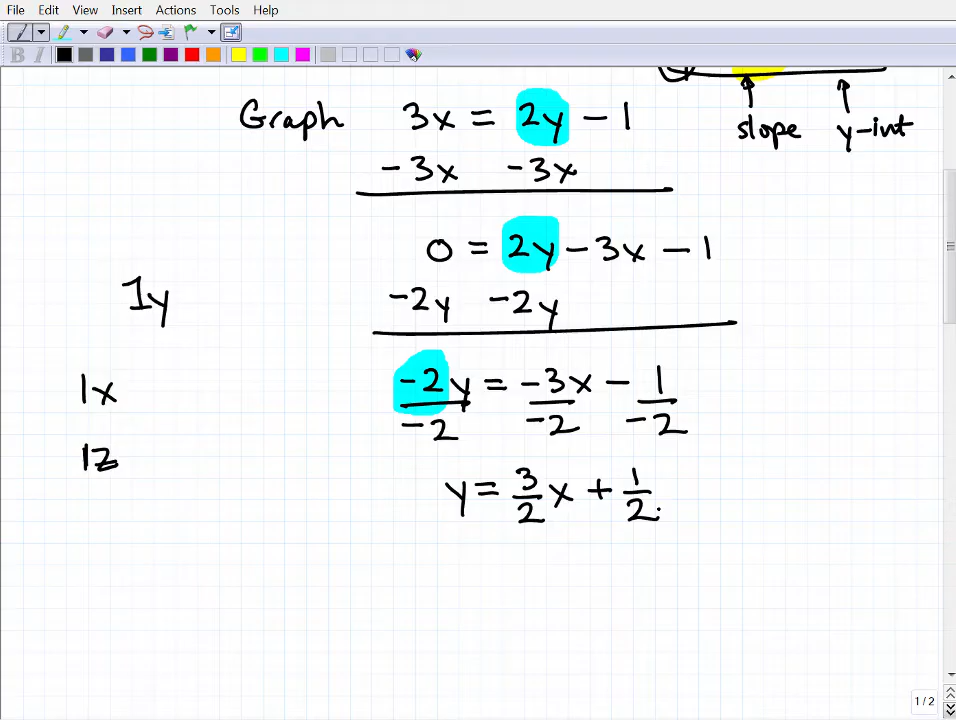 File Edit View Insert Actions Tools Help
B I
slope y-int
Graph 3x = 2y - 1
-3x -3x
0 = 2y - 3x - 1
-2y -2y
1y
-2y/-2 = -3x/-2 - 1/-2
1x
1z
y = 3/2 x + 1/2
1 / 2